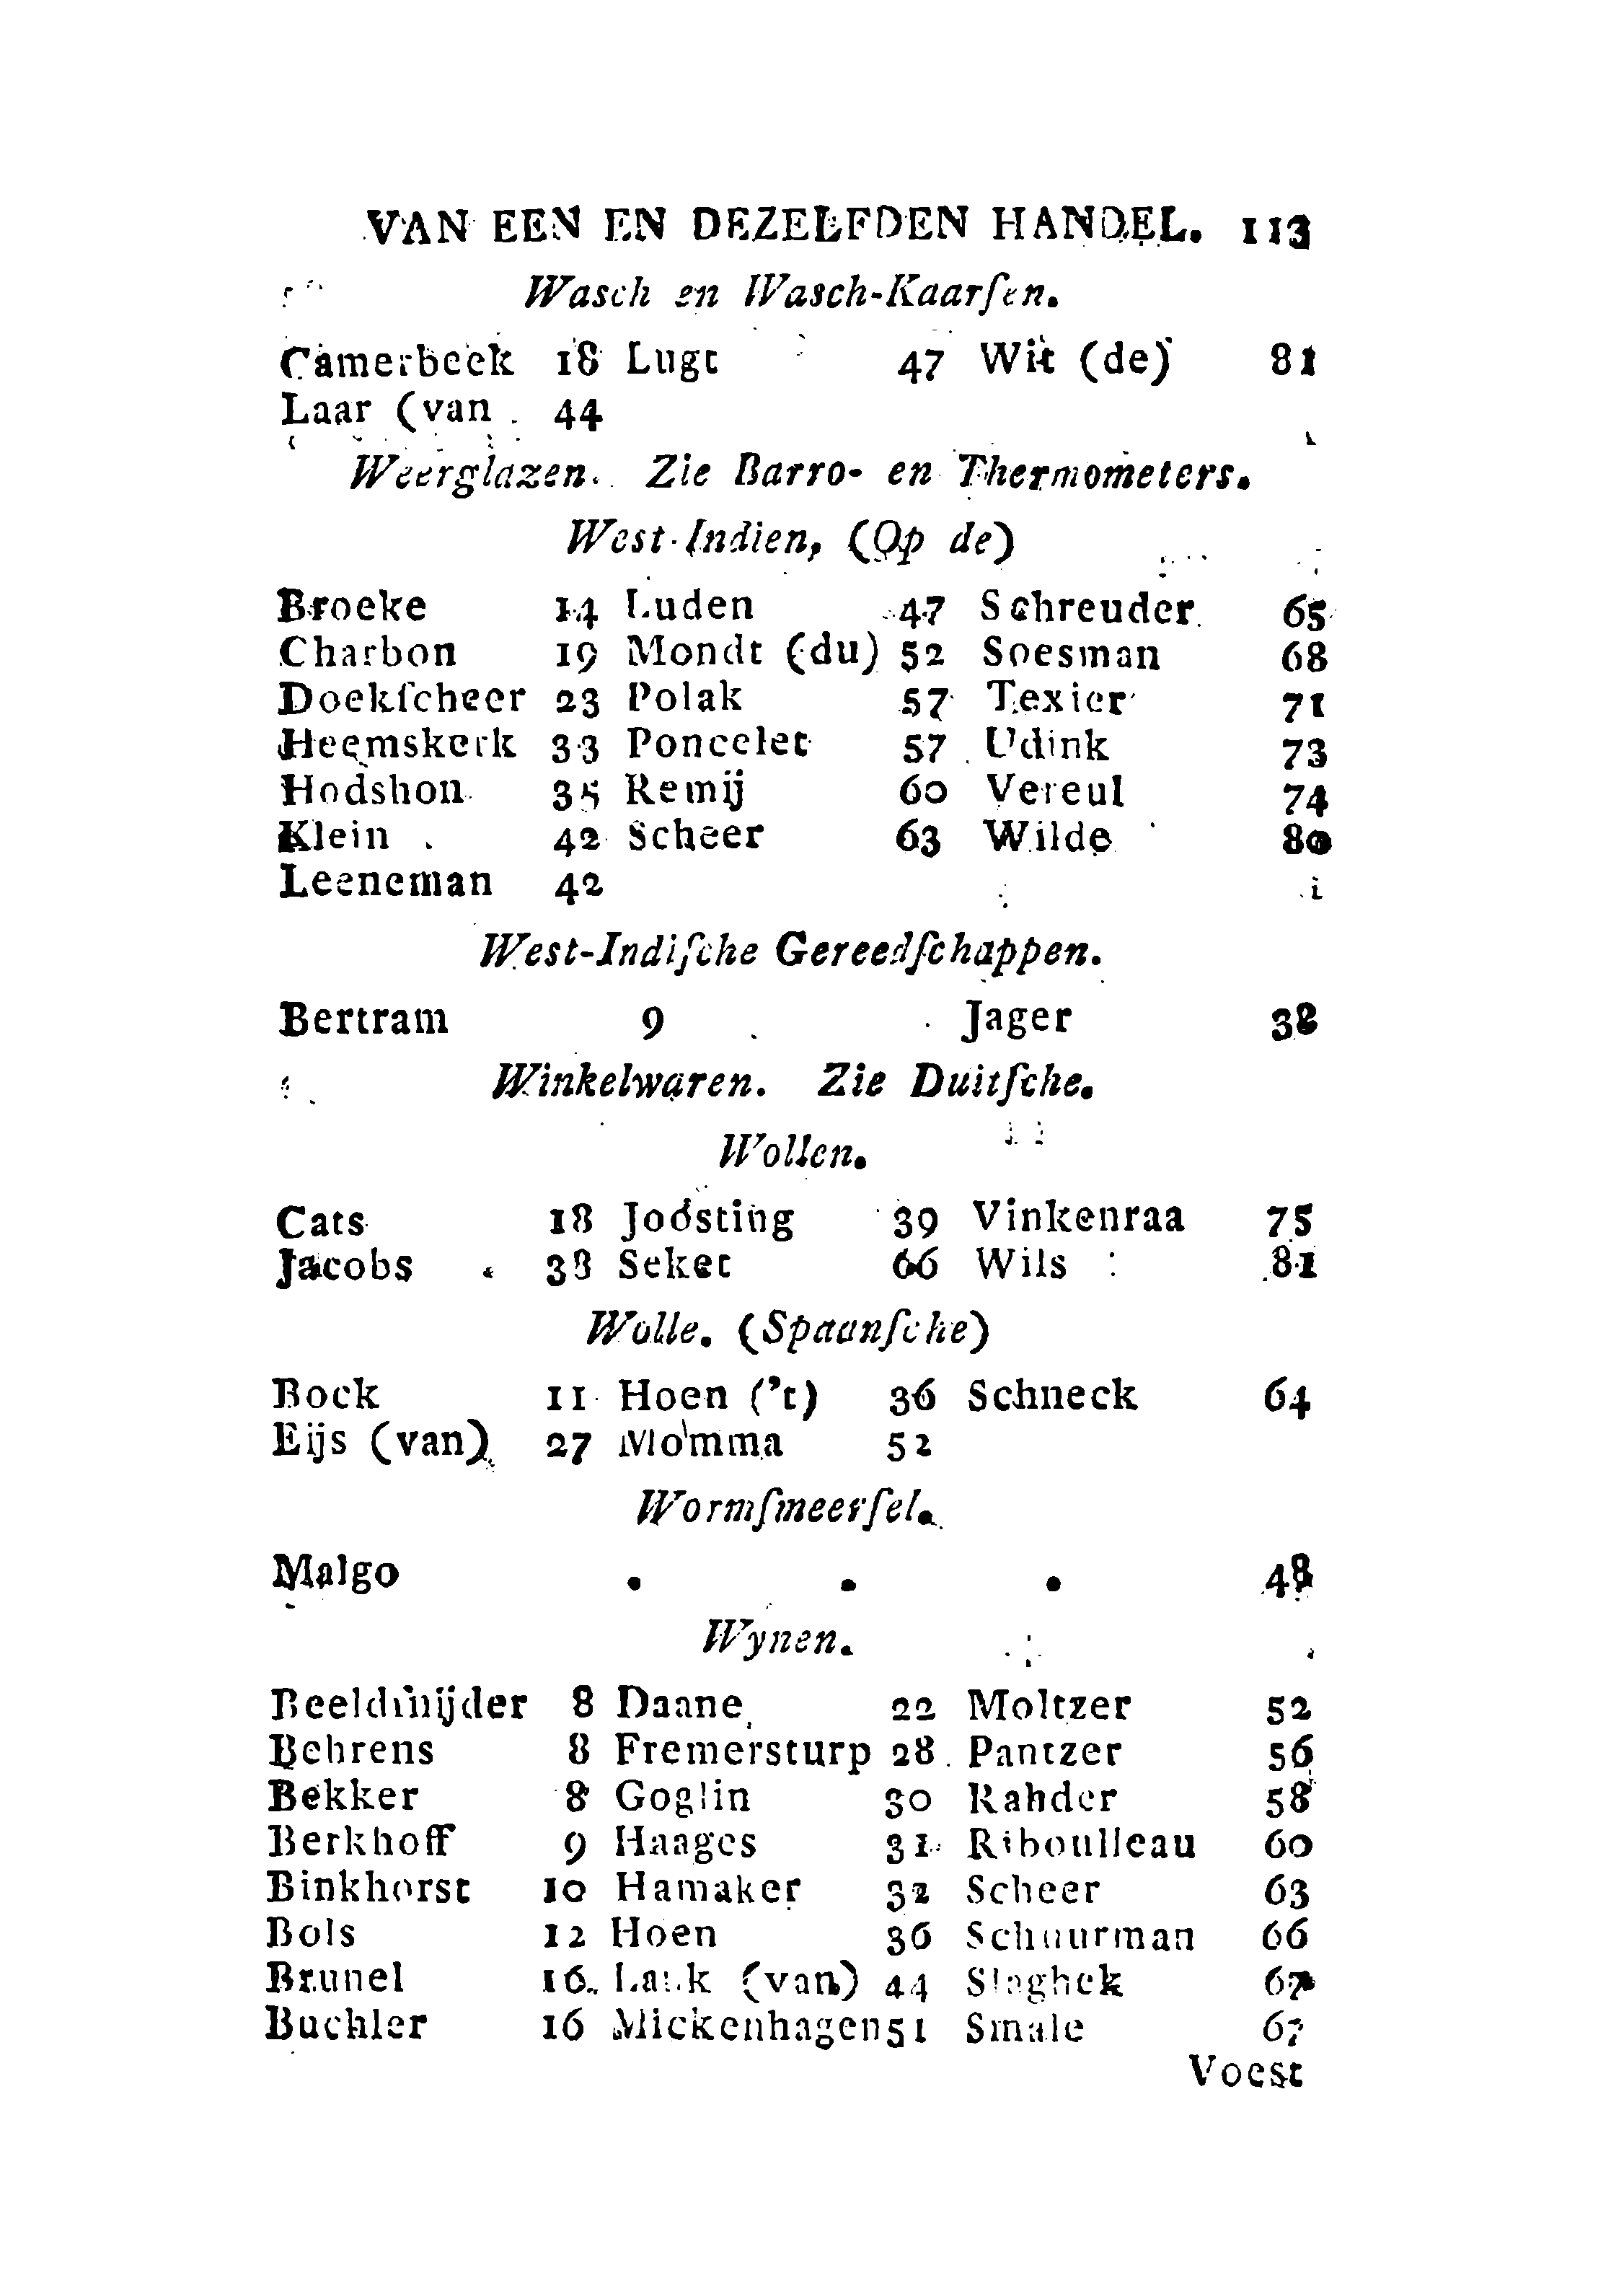 VAN EEN EN DEZELFDEN HANDEL. 113
Wasch en Wasch-Kaarſen.
Camerbeek 18 Lugt 47 Wit (de) 81
Laar (van 44
Weerglazen. Zie Barro- en Thermometers.
West-Indien, (Op de)
Broeke 14 Luden 47 Schreuder 65
Charbon 19 Mondt (du) 52 Soesman 68
Doekſcheer 23 Polak 57 Texier 71
Heemskerk 33 Poncelet 57 Udink 73
Hodshon 35 Remij 60 Vereul 74
Klein 42 Scheer 63 Wilde 80
Leeneman 42
West-Indiſche Gereedſchappen.
Bertram 9 Jager 38
Winkelwaren. Zie Duitſche.
Wollen.
Cats 18 Jodsting 39 Vinkenraa 75
Jacobs 38 Seket 66 Wils 81
Wolle. (Spaanſche)
Bock 11 Hoen ('t) 36 Schneck 64
Eijs (van) 27 Momma 52
Wormſmeerſel.
Malgo . . . 48
Wynen.
Beeldſnijder 8 Daane 22 Moltzer 52
Behrens 8 Fremersturp 28 Pantzer 56
Bekker 8 Goglin 30 Rahder 58
Berkhoff 9 Haages 31 Riboulleau 60
Binkhorst 10 Hamaker 32 Scheer 63
Bols 12 Hoen 36 Schuurman 66
Brunel 16 (van) 44 Slaghek 67
Buchler 16 Mickenhagen 51 Smale 67
Voest